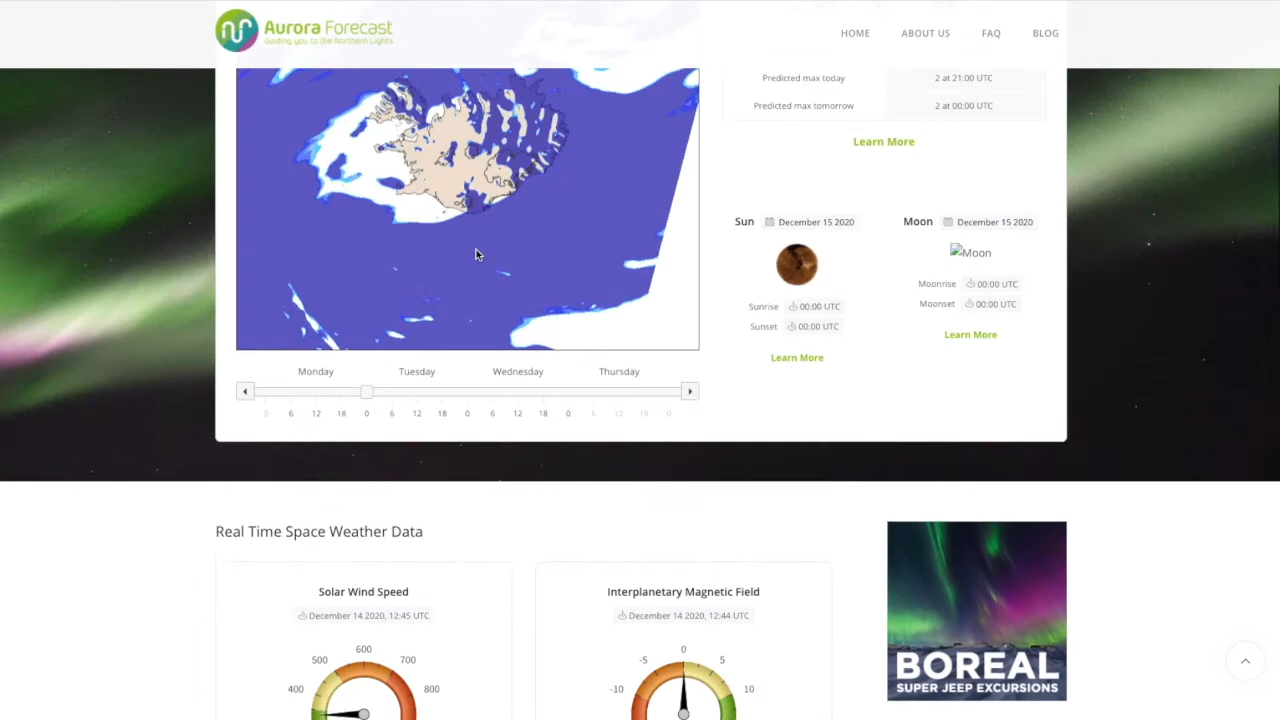 Aurora Forecast
Guiding you to the Northern Lights
HOME ABOUT US FAQ BLOG
Predicted max today 2 at 21:00 UTC
Predicted max tomorrow 2 at 00:00 UTC
Learn More
Sun December 15 2020
Moon December 15 2020
Moon
Sunrise 00:00 UTC
Sunset 00:00 UTC
Learn More
Moonrise 00:00 UTC
Moonset 00:00 UTC
Learn More
Monday Tuesday Wednesday Thursday
0 6 12 18 0 6 12 18 0 6 12 18 0 6 12 18 0
Real Time Space Weather Data
Solar Wind Speed
December 14 2020, 12:45 UTC
400 500 600 700 800
Interplanetary Magnetic Field
December 14 2020, 12:44 UTC
-10 -5 0 5 10
BOREAL
SUPER JEEP EXCURSIONS